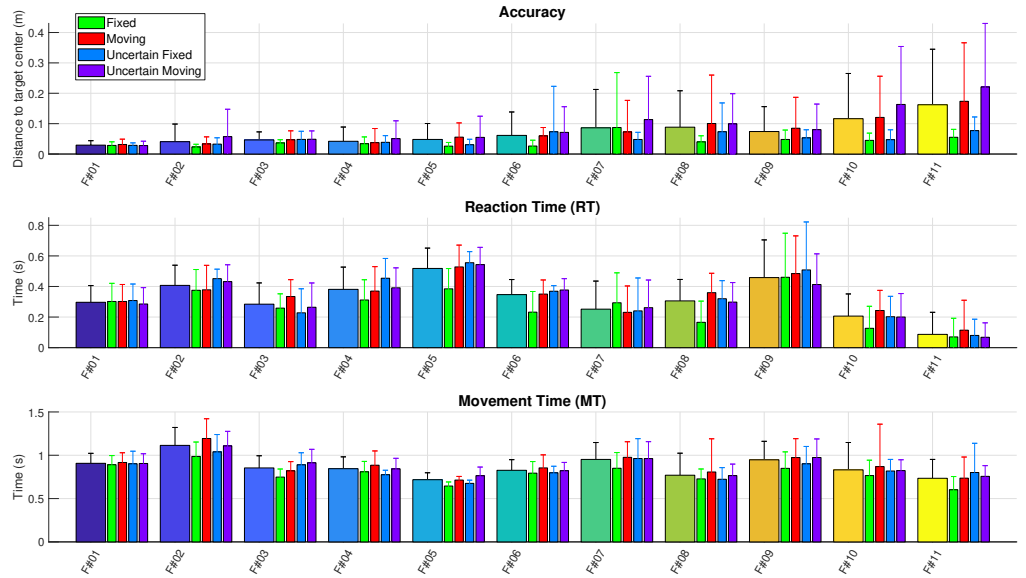 Accuracy
Distance to target center (m)
0.4
0.3
0.2
0.1
0
Fixed
Moving
Uncertain Fixed
Uncertain Moving
F#01
F#02
F#03
F#04
F#05
F#06
F#07
F#08
F#09
F#10
F#11
Reaction Time (RT)
Time (s)
0.8
0.6
0.4
0.2
0
F#01
F#02
F#03
F#04
F#05
F#06
F#07
F#08
F#09
F#10
F#11
Movement Time (MT)
Time (s)
1.5
1
0.5
0
F#01
F#02
F#03
F#04
F#05
F#06
F#07
F#08
F#09
F#10
F#11